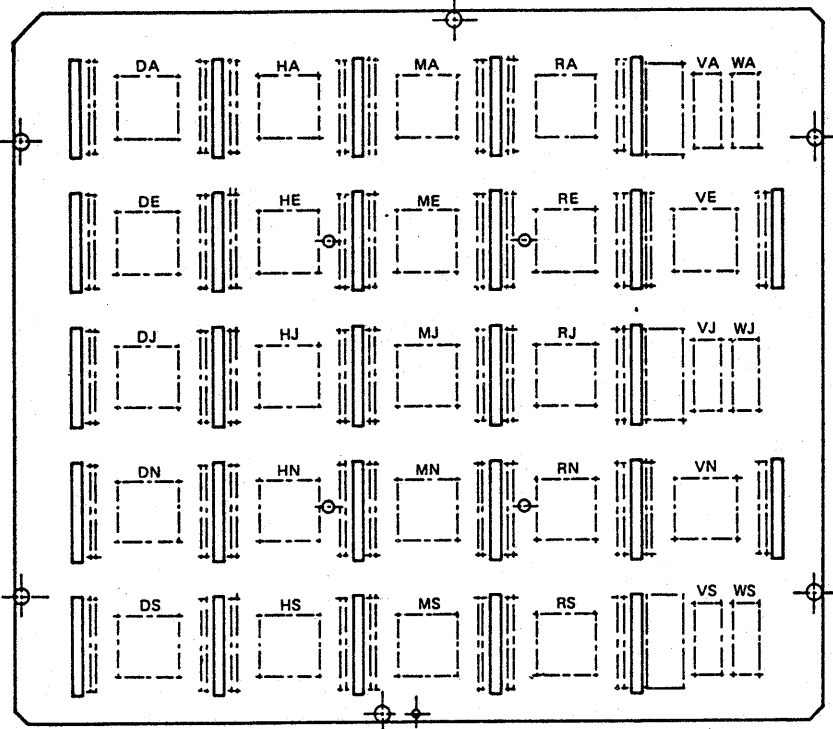 DA HA MA RA VA WA
DE HE ME RE VE
DJ HJ MJ RJ VJ WJ
DN HN MN RN VN
DS HS MS RS VS WS